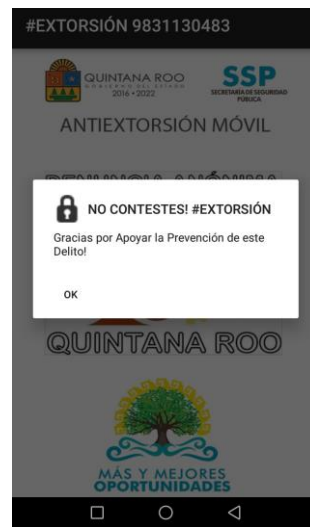 #EXTORSIÓN 9831130483
QUINTANA ROO
GOBIERNO DEL ESTADO
2016 • 2022
SSP
SECRETARÍA DE SEGURIDAD
PÚBLICA
ANTIEXTORSIÓN MÓVIL
NO CONTESTES! #EXTORSIÓN
Gracias por Apoyar la Prevención de este
Delito!
OK
QUINTANA ROO
MÁS Y MEJORES
OPORTUNIDADES